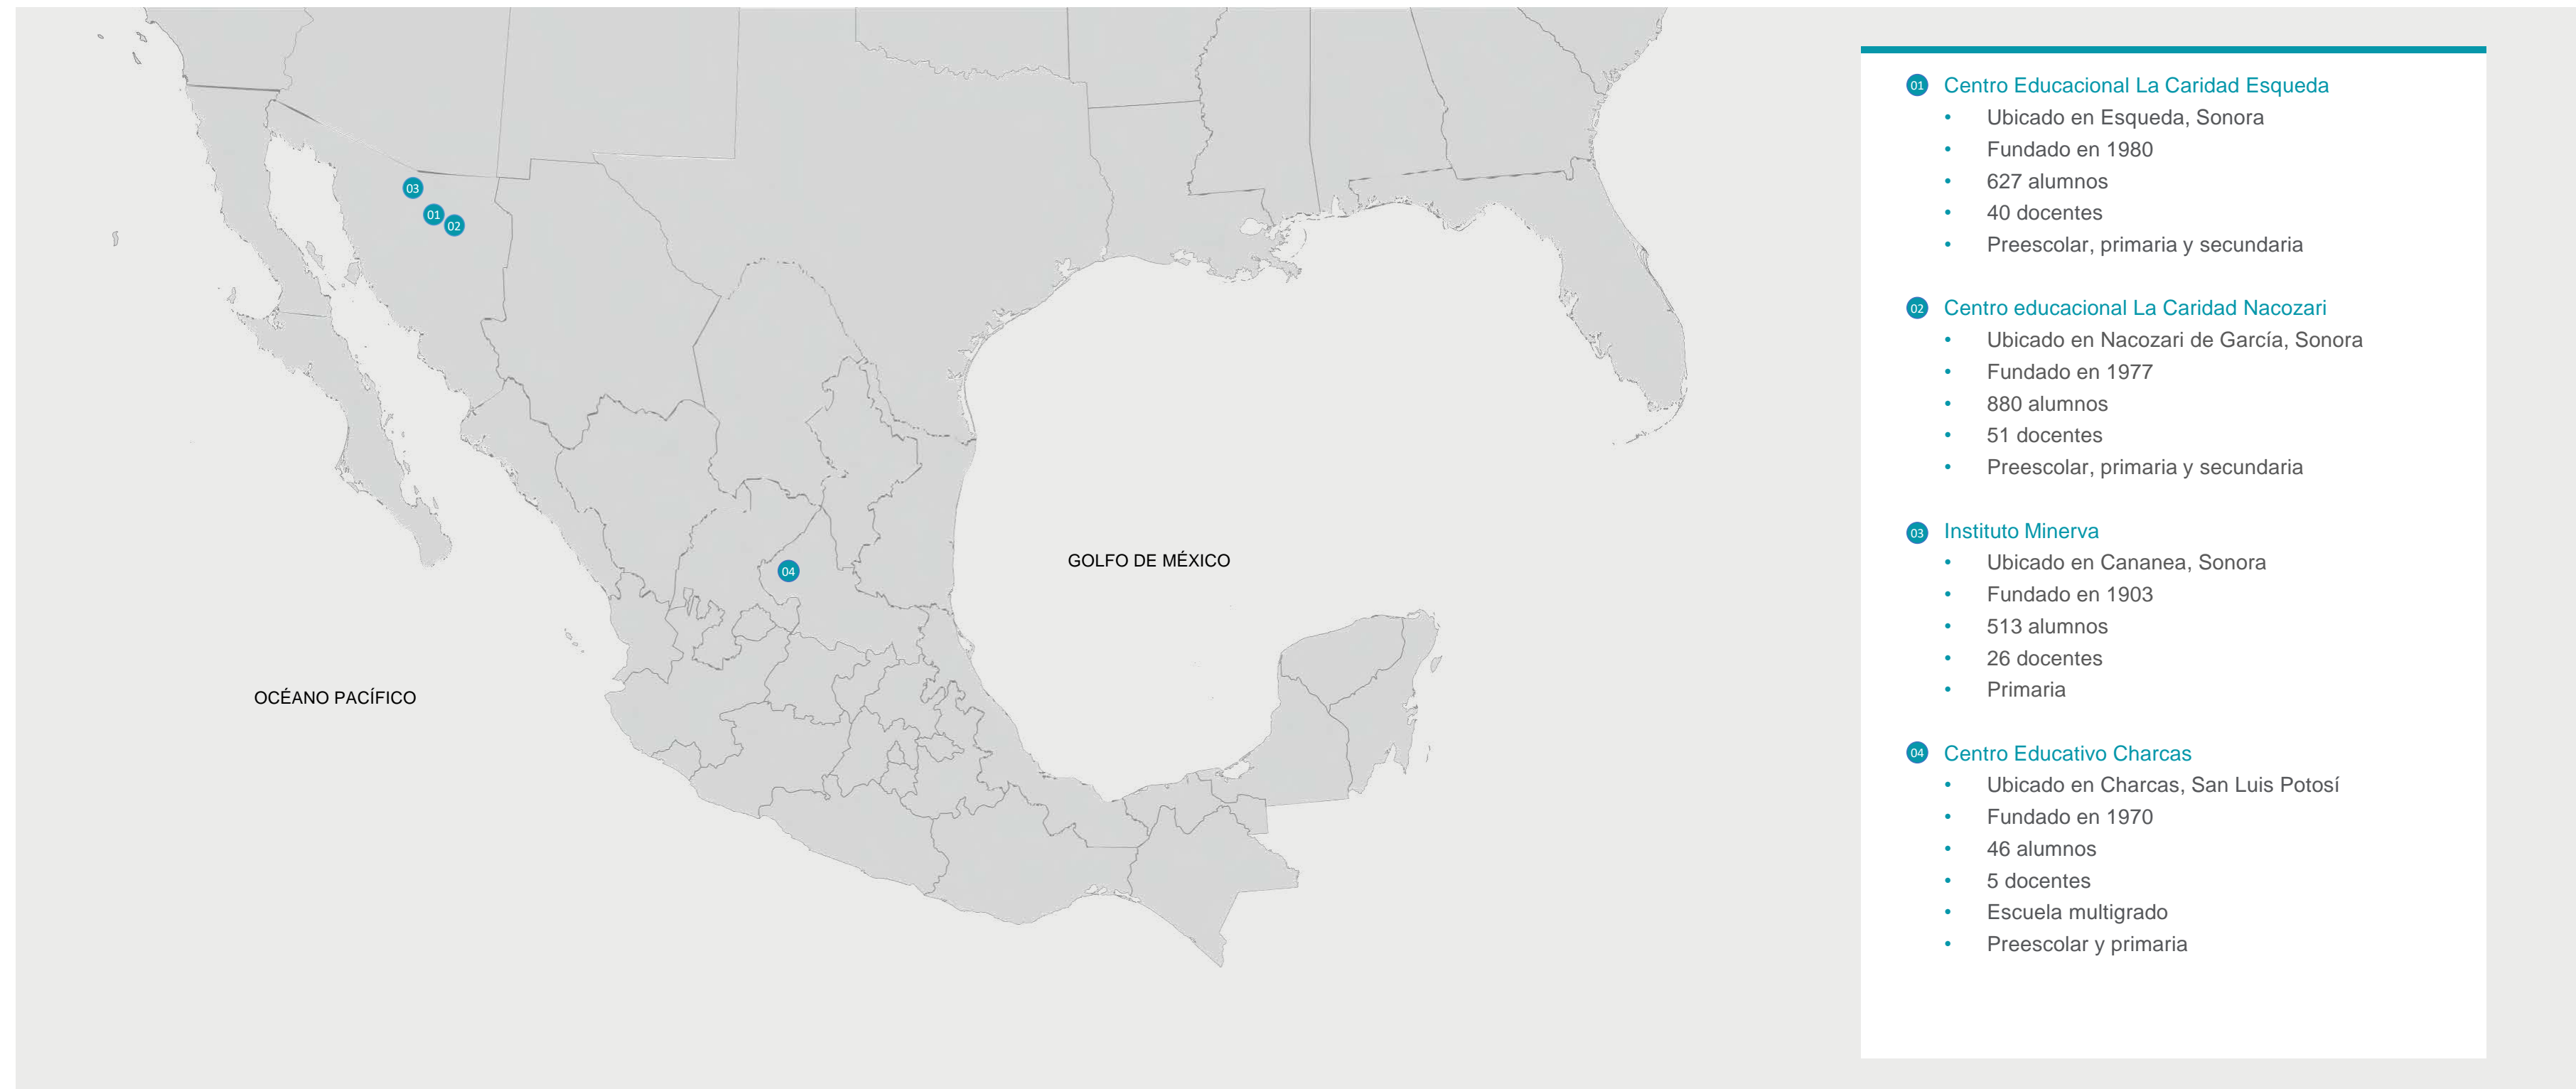 03
01
02
04
GOLFO DE MÉXICO
OCÉANO PACÍFICO
01 Centro Educacional La Caridad Esqueda
• Ubicado en Esqueda, Sonora
• Fundado en 1980
• 627 alumnos
• 40 docentes
• Preescolar, primaria y secundaria
02 Centro educacional La Caridad Nacozari
• Ubicado en Nacozari de García, Sonora
• Fundado en 1977
• 880 alumnos
• 51 docentes
• Preescolar, primaria y secundaria
03 Instituto Minerva
• Ubicado en Cananea, Sonora
• Fundado en 1903
• 513 alumnos
• 26 docentes
• Primaria
04 Centro Educativo Charcas
• Ubicado en Charcas, San Luis Potosí
• Fundado en 1970
• 46 alumnos
• 5 docentes
• Escuela multigrado
• Preescolar y primaria